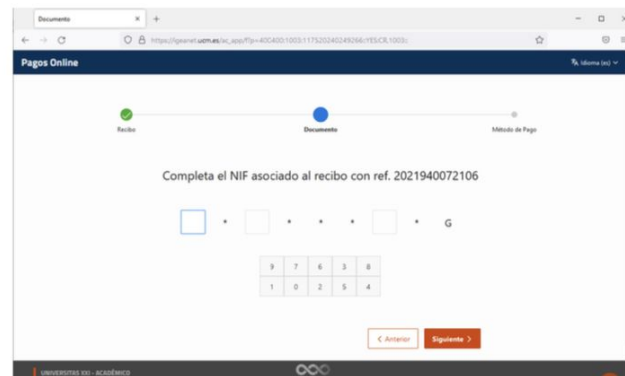 Documento
https://igeanet.ucm.es/ac_app/f?p=400400:1003:117520240249266::YES:CR,1003::
Pagos Online
Idioma (es)
Recibo
Documento
Método de Pago
Completa el NIF asociado al recibo con ref. 2021940072106
* * * * * G
9 7 6 3 8
1 0 2 5 4
< Anterior
Siguiente >
UNIVERSITAS XXI - ACADÉMICO